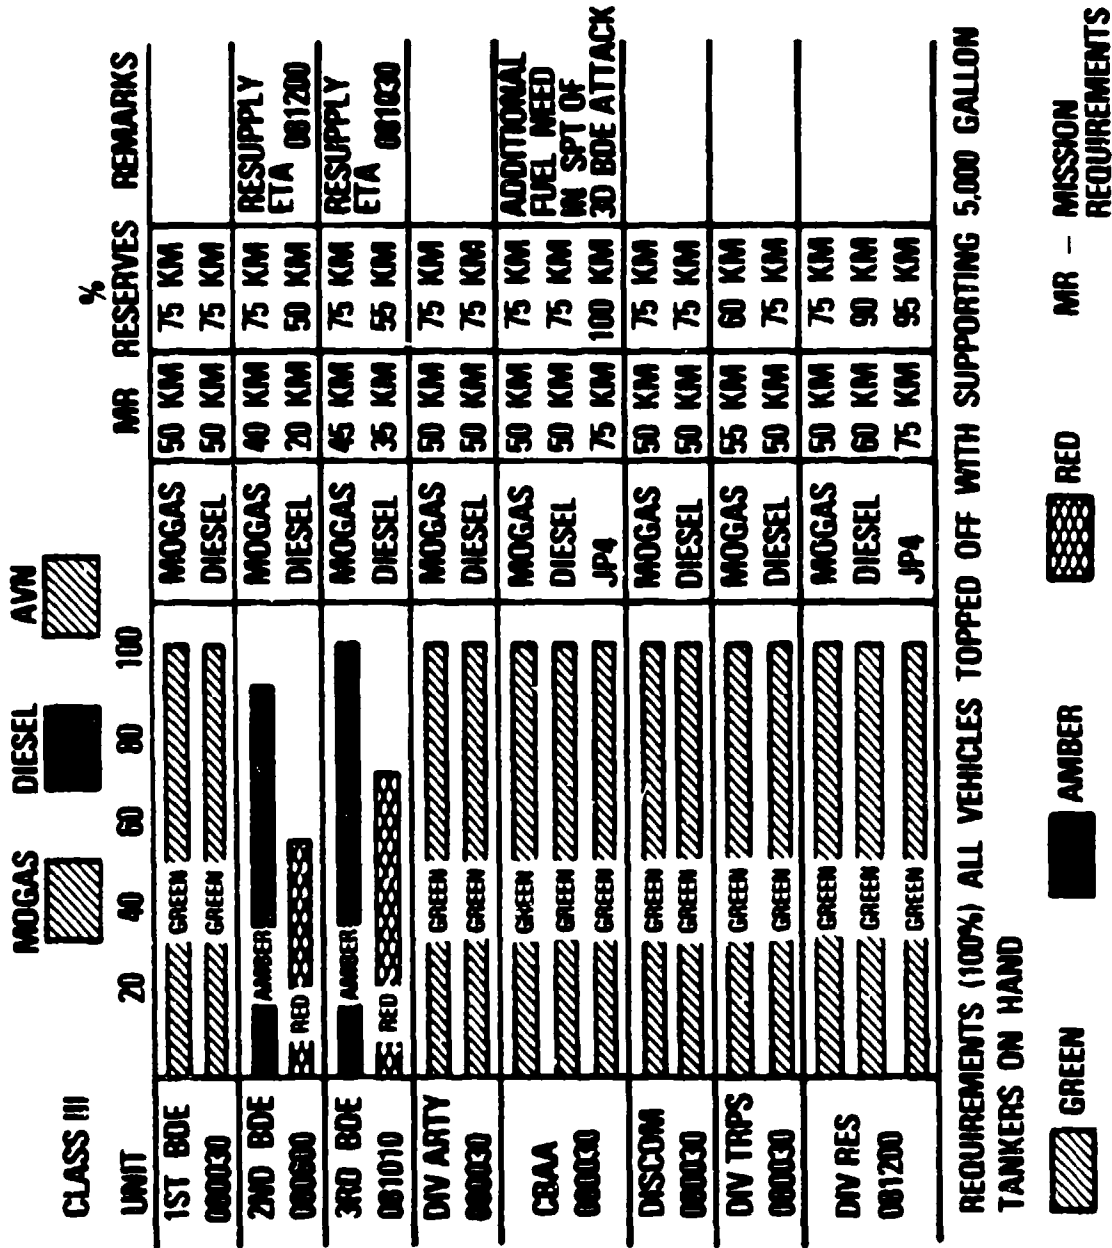 CLASS III
MOGAS DIESEL AVN
UNIT 20 40 60 80 100 MR % RESERVES REMARKS
1ST BDE GREEN MOGAS 50 KM 75 KM
GREEN DIESEL 50 KM 75 KM
2ND BDE AMBER MOGAS 40 KM 75 KM RESUPPLY
RED DIESEL 20 KM 50 KM ETA 081200
3RD BDE AMBER MOGAS 45 KM 75 KM RESUPPLY
081010 RED DIESEL 35 KM 55 KM ETA 081030
DIV ARTY GREEN MOGAS 50 KM 75 KM
GREEN DIESEL 50 KM 75 KM
CBAA GREEN MOGAS 50 KM 75 KM ADDITIONAL
GREEN DIESEL 50 KM 75 KM FUEL NEED
IN SPT OF
GREEN JP4 75 KM 100 KM 3D BDE ATTACK
DISCOM GREEN MOGAS 50 KM 75 KM
GREEN DIESEL 50 KM 75 KM
DIV TRPS GREEN MOGAS 55 KM 60 KM
GREEN DIESEL 50 KM 75 KM
DIV RES GREEN MOGAS 50 KM 75 KM
081200 GREEN DIESEL 60 KM 90 KM
GREEN JP4 75 KM 95 KM
REQUIREMENTS (100%) ALL VEHICLES TOPPED OFF WITH SUPPORTING 5,000 GALLON
TANKERS ON HAND
GREEN AMBER RED MR - MISSION
REQUIREMENTS